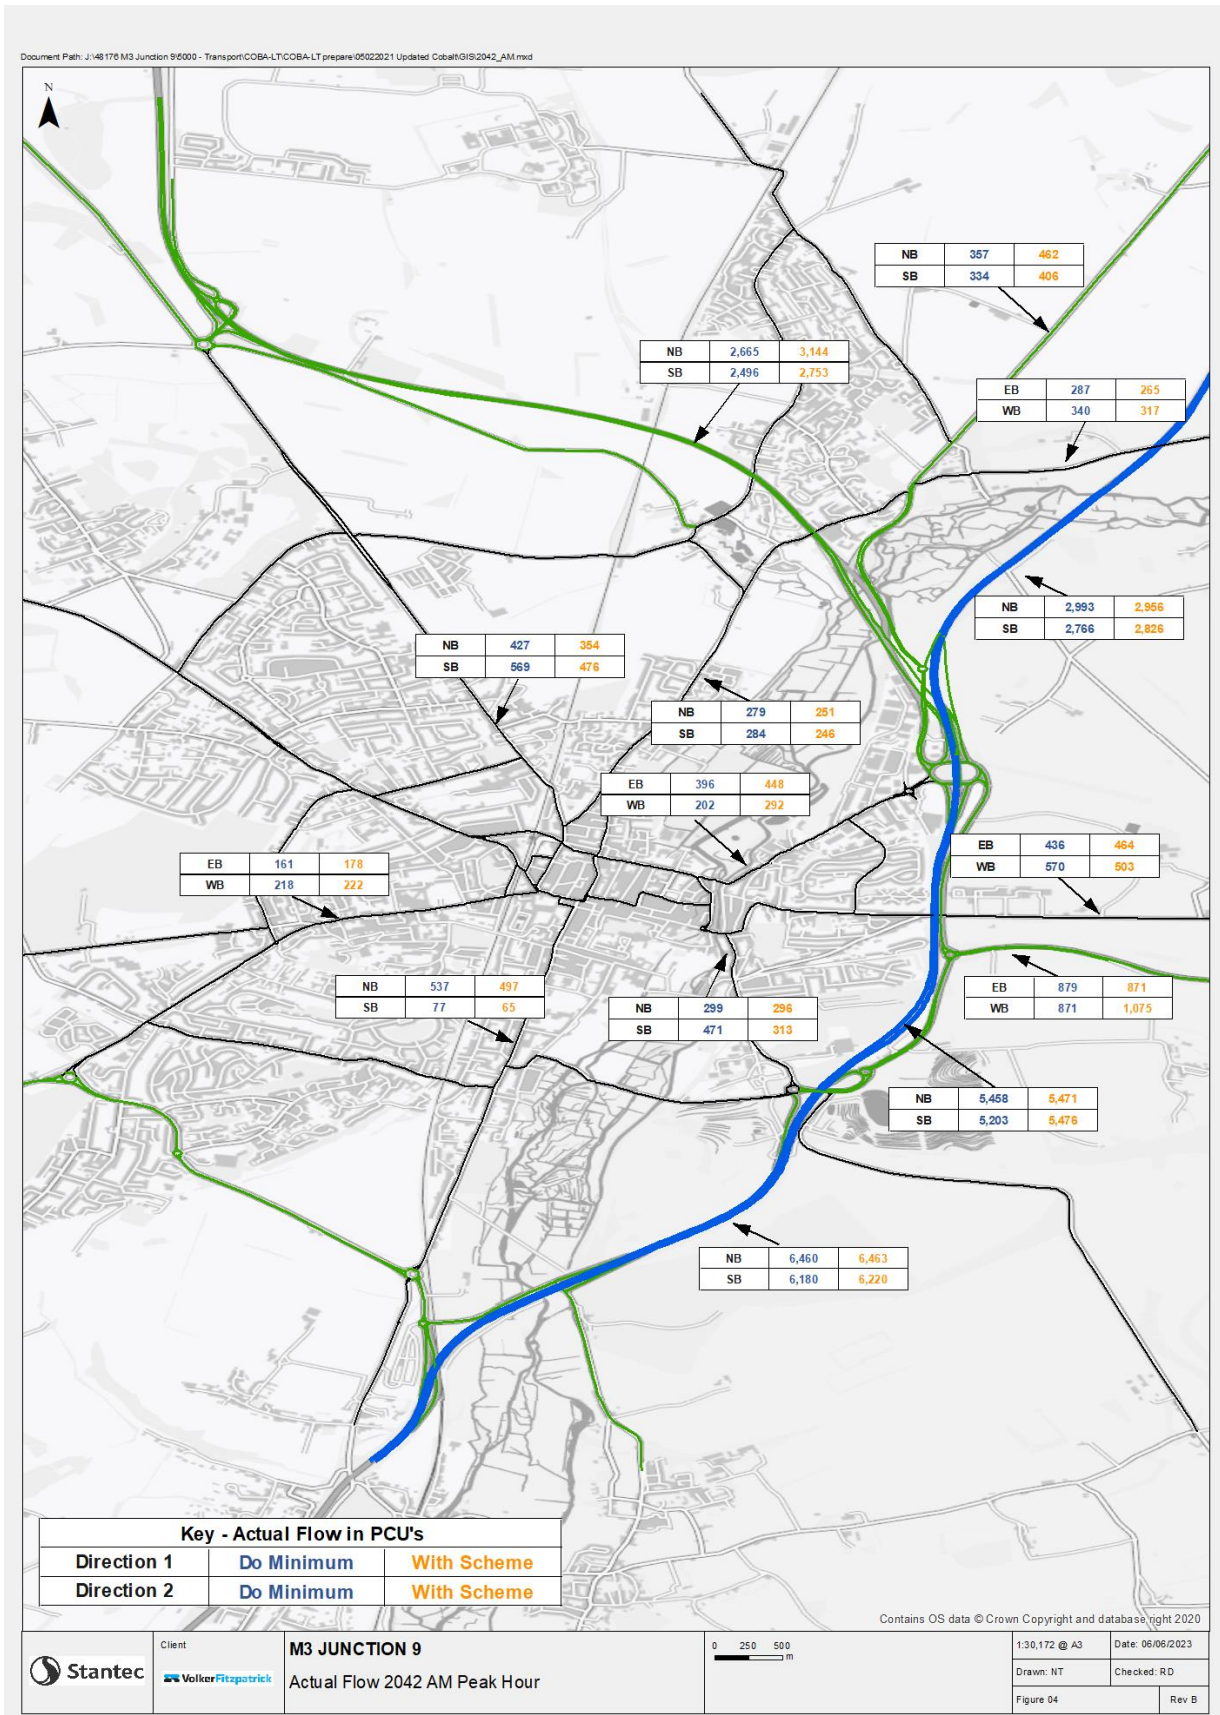 Document Path: J:\48176 M3 Junction 9\5000 - Transport\COBA-LT\COBA-LT prepare\05022021 Updated Cobalt\GIS\2042_AM.mxd
N
NB 357 462
SB 334 406
NB 2,665 3,144
SB 2,496 2,753
EB 287 265
WB 340 317
NB 2,993 2,956
SB 2,766 2,826
NB 427 354
SB 569 476
NB 279 251
SB 284 246
EB 396 448
WB 202 292
EB 436 464
WB 570 503
EB 161 178
WB 218 222
NB 537 497
SB 77 65
NB 299 296
SB 471 313
EB 879 871
WB 871 1,075
NB 5,458 5,471
SB 5,203 5,476
NB 6,460 6,463
SB 6,180 6,220
Key - Actual Flow in PCU's
Direction 1 Do Minimum With Scheme
Direction 2 Do Minimum With Scheme
Contains OS data © Crown Copyright and database right 2020
Stantec
Client
VolkerFitzpatrick
M3 JUNCTION 9
Actual Flow 2042 AM Peak Hour
0 250 500
m
1:30,172 @ A3
Date: 06/06/2023
Drawn: NT
Checked: RD
Figure 04
Rev B